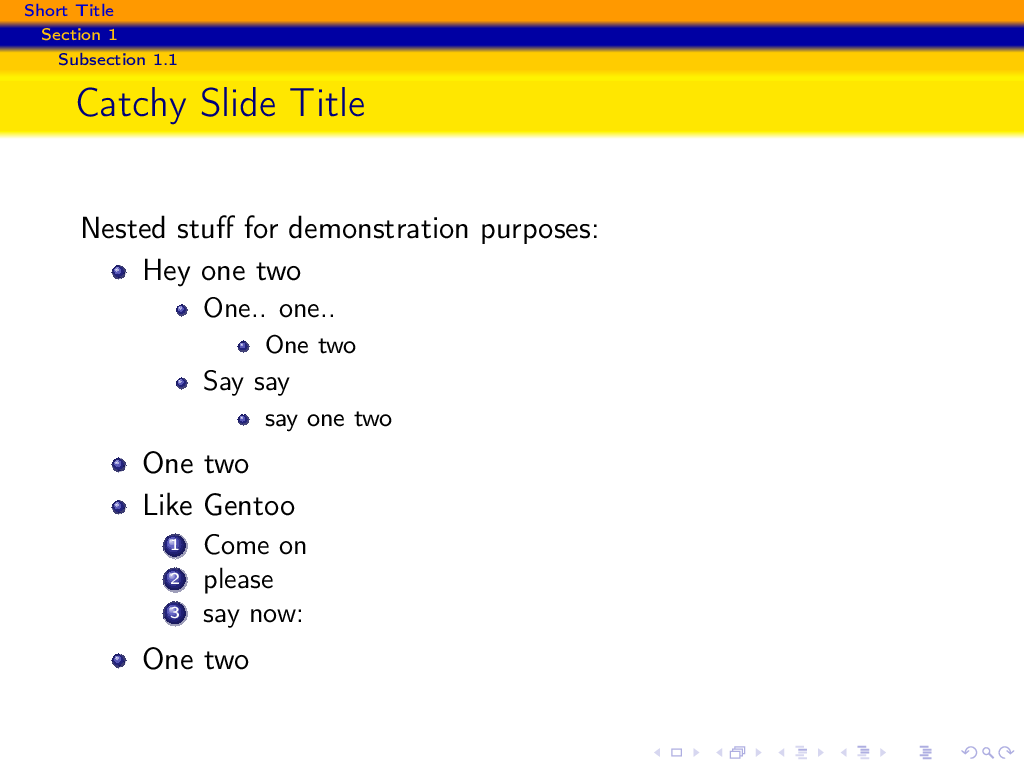 Short Title
Section 1
Subsection 1.1
Catchy Slide Title
Nested stuff for demonstration purposes:
Hey one two
One.. one..
One two
Say say
say one two
One two
Like Gentoo
1 Come on
2 please
3 say now:
One two